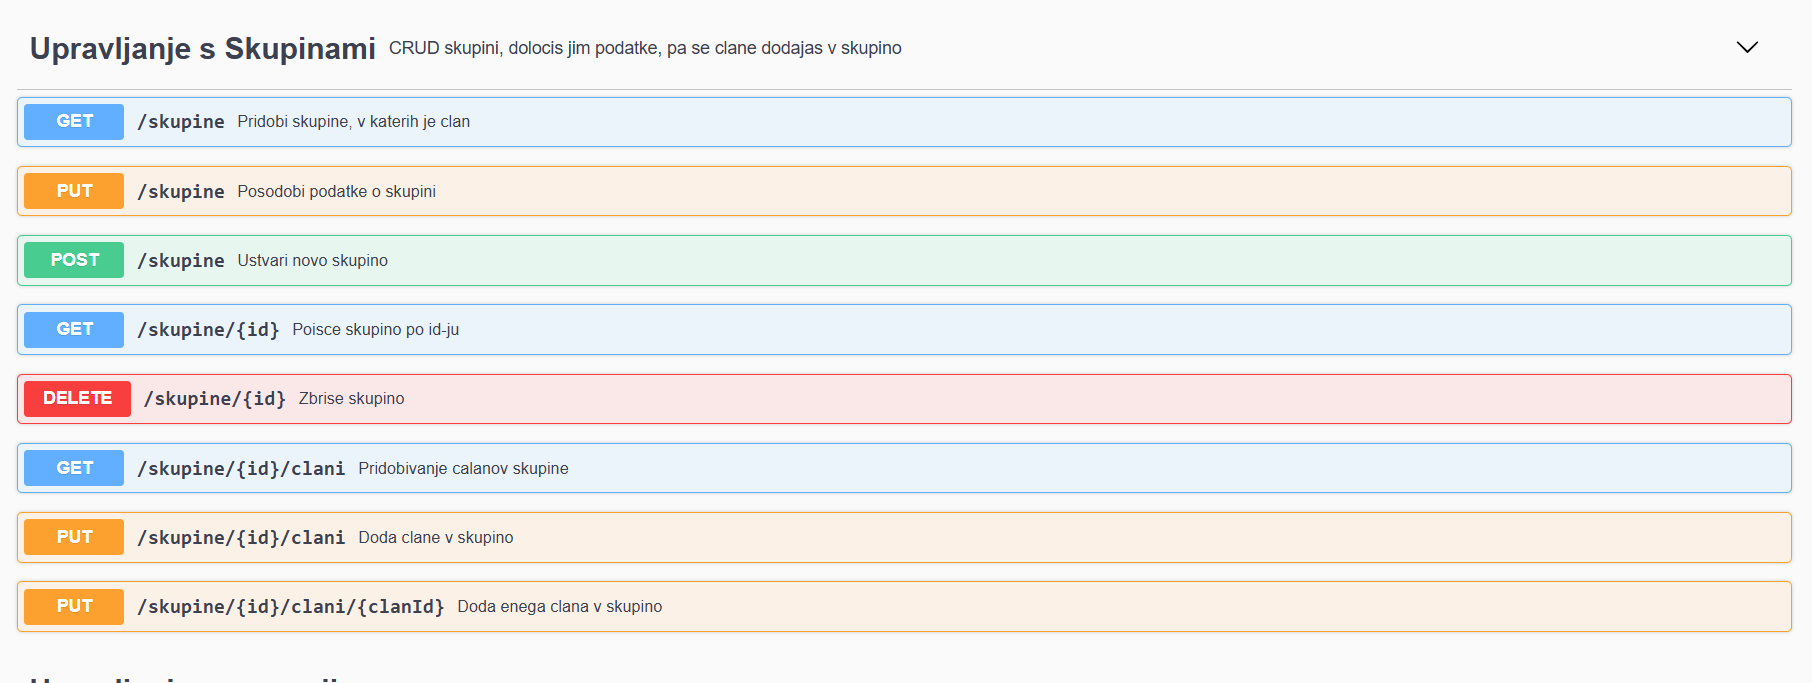 Upravljanje s Skupinami CRUD skupini, dolocis jim podatke, pa se clane dodajas v skupino
GET /skupine Pridobi skupine, v katerih je clan
PUT /skupine Posodobi podatke o skupini
POST /skupine Ustvari novo skupino
GET /skupine/{id} Poisce skupino po id-ju
DELETE /skupine/{id} Zbrise skupino
GET /skupine/{id}/clani Pridobivanje calanov skupine
PUT /skupine/{id}/clani Doda clane v skupino
PUT /skupine/{id}/clani/{clanId} Doda enega clana v skupino